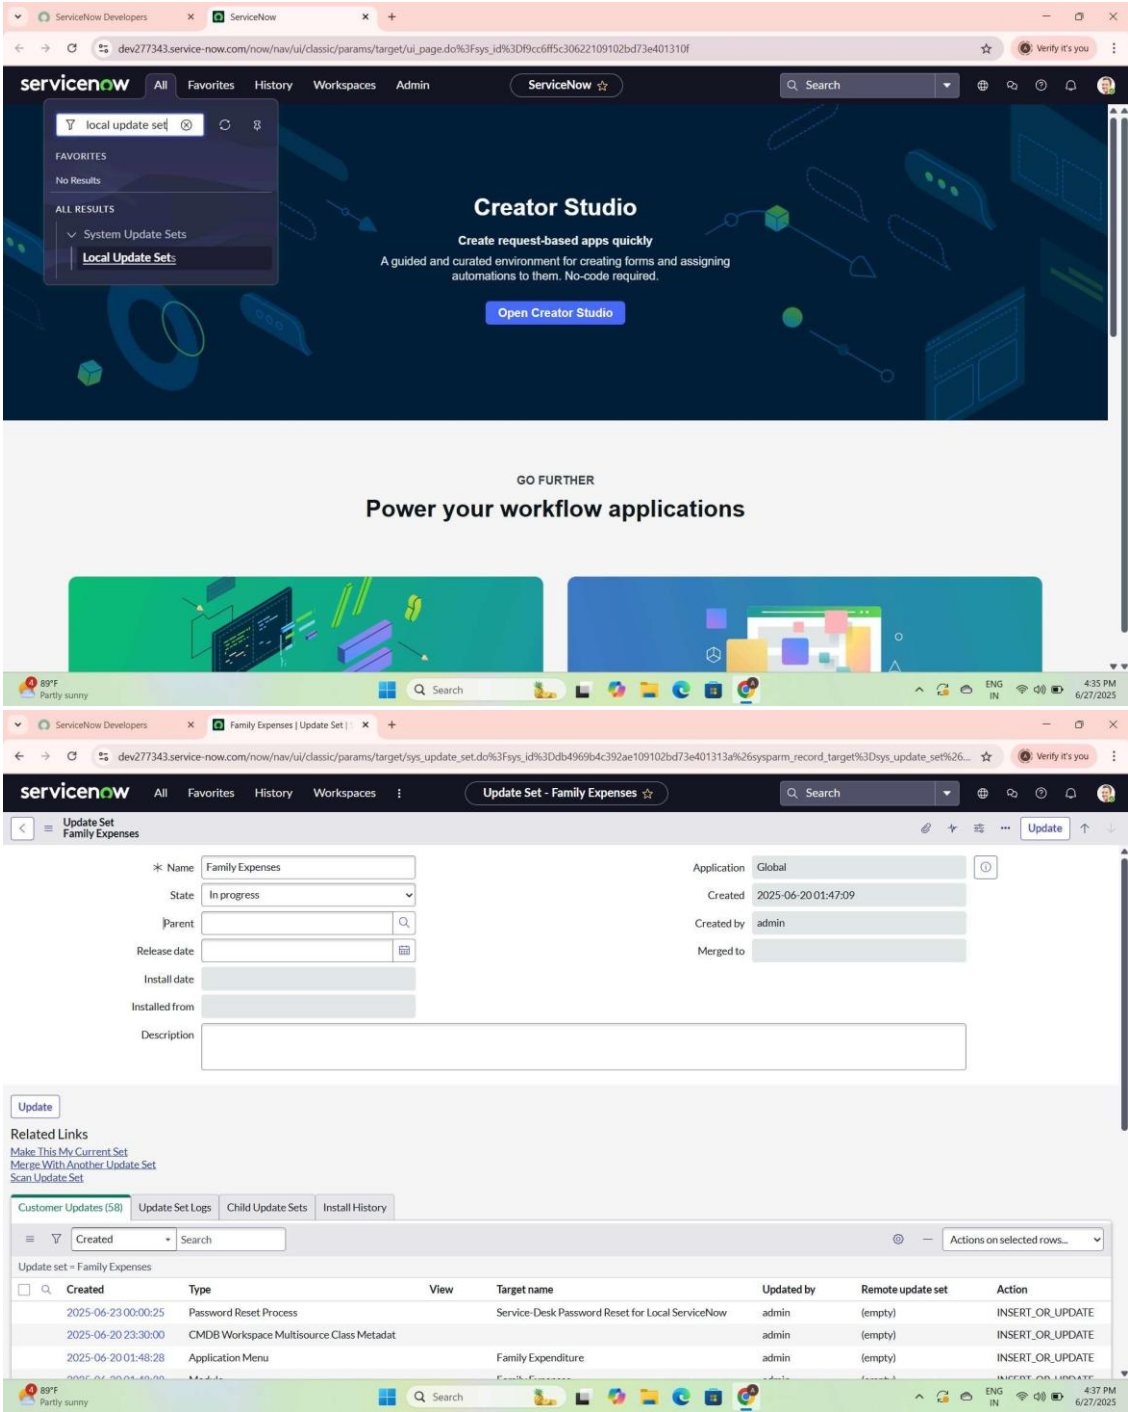 ServiceNow Developers
ServiceNow
dev277343.service-now.com/now/nav/ui/classic/params/target/ui_page.do%3Fsys_id%3Df9cc6ff5c30622109102bd73e401310f
Verify it's you
servicenow All Favorites History Workspaces Admin
ServiceNow
Search
local update set
FAVORITES
No Results
ALL RESULTS
System Update Sets
Local Update Sets
Creator Studio
Create request-based apps quickly
A guided and curated environment for creating forms and assigning
automations to them. No-code required.
Open Creator Studio
GO FURTHER
Power your workflow applications
4
89°F
Partly sunny
Search
ENG
IN
4:35 PM
6/27/2025
ServiceNow Developers
Family Expenses | Update Set |
dev277343.service-now.com/now/nav/ui/classic/params/target/sys_update_set.do%3Fsys_id%3Ddb4969b4c392ae109102bd73e401313a%26sysparm_record_target%3Dsys_update_set%26...
Verify it's you
servicenow All Favorites History Workspaces
Update Set - Family Expenses
Search
Update Set
Family Expenses
Update
* Name Family Expenses
Application Global
State In progress
Created 2025-06-20 01:47:09
Parent
Created by admin
Release date
Merged to
Install date
Installed from
Description
Update
Related Links
Make This My Current Set
Merge With Another Update Set
Scan Update Set
Customer Updates (58) Update Set Logs Child Update Sets Install History
Created Search Actions on selected rows...
Update set = Family Expenses
Created Type View Target name Updated by Remote update set Action
2025-06-23 00:00:25 Password Reset Process Service-Desk Password Reset for Local ServiceNow admin (empty) INSERT_OR_UPDATE
2025-06-20 23:30:00 CMDB Workspace Multisource Class Metadat admin (empty) INSERT_OR_UPDATE
2025-06-20 01:48:28 Application Menu Family Expenditure admin (empty) INSERT_OR_UPDATE
4
89°F
Partly sunny
Search
ENG
IN
4:37 PM
6/27/2025